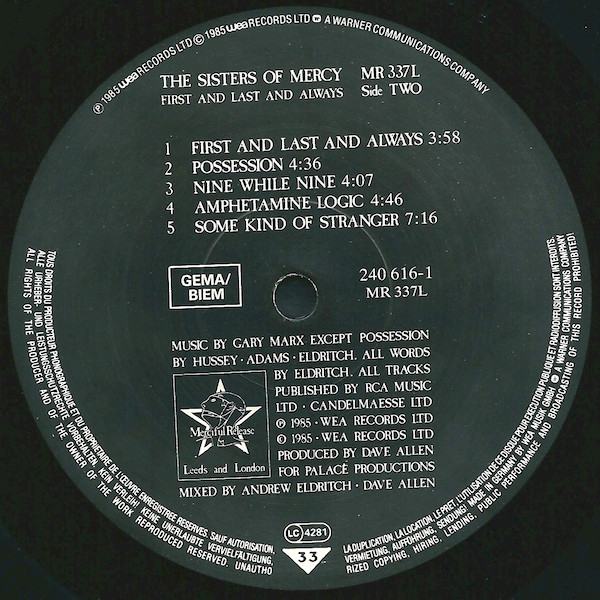 ℗ 1985 wea RECORDS LTD © 1985 wea RECORDS LTD A WARNER COMMUNICATIONS COMPANY
THE SISTERS OF MERCY MR 337L
FIRST AND LAST AND ALWAYS Side TWO
1 FIRST AND LAST AND ALWAYS 3:58
2 POSSESSION 4:36
3 NINE WHILE NINE 4:07
4 AMPHETAMINE LOGIC 4:46
5 SOME KIND OF STRANGER 7:16
GEMA/
BIEM
240 616-1
MR 337L
MUSIC BY GARY MARX EXCEPT POSSESSION
BY HUSSEY · ADAMS · ELDRITCH. ALL WORDS
BY ELDRITCH. ALL TRACKS
PUBLISHED BY RCA MUSIC
LTD · CANDELMAESSE LTD
℗ 1985 · WEA RECORDS LTD
© 1985 · WEA RECORDS LTD
PRODUCED BY DAVE ALLEN
FOR PALACE PRODUCTIONS
MIXED BY ANDREW ELDRITCH · DAVE ALLEN
Merciful Release
Leeds and London
LC 4281
33
TOUS DROITS DU PRODUCTEUR PHONOGRAPHIQUE ET DU PROPRIETAIRE DE L'ŒUVRE ENREGISTREE RESERVES. SAUF AUTORISATION,
LA DUPLICATION, LA LOCATION, LE PRET, L'UTILISATION DE CE DISQUE POUR EXECUTION PUBLIQUE ET RADIODIFFUSION SONT INTERDITS.
ALLE URHEBER- UND LEISTUNGSSCHUTZRECHTE VORBEHALTEN. KEIN VERLEIH! KEINE UNERLAUBTE VERVIELFÄLTIGUNG,
VERMIETUNG, AUFFÜHRUNG, SENDUNG! MADE IN GERMANY BY WEA MUSIK GMBH A WARNER COMMUNICATIONS COMPANY
ALL RIGHTS OF THE PRODUCER AND OF THE OWNER OF THE WORK REPRODUCED RESERVED. UNAUTHO
RIZED COPYING, HIRING, LENDING, PUBLIC PERFORMANCE AND BROADCASTING OF THIS RECORD PROHIBITED!